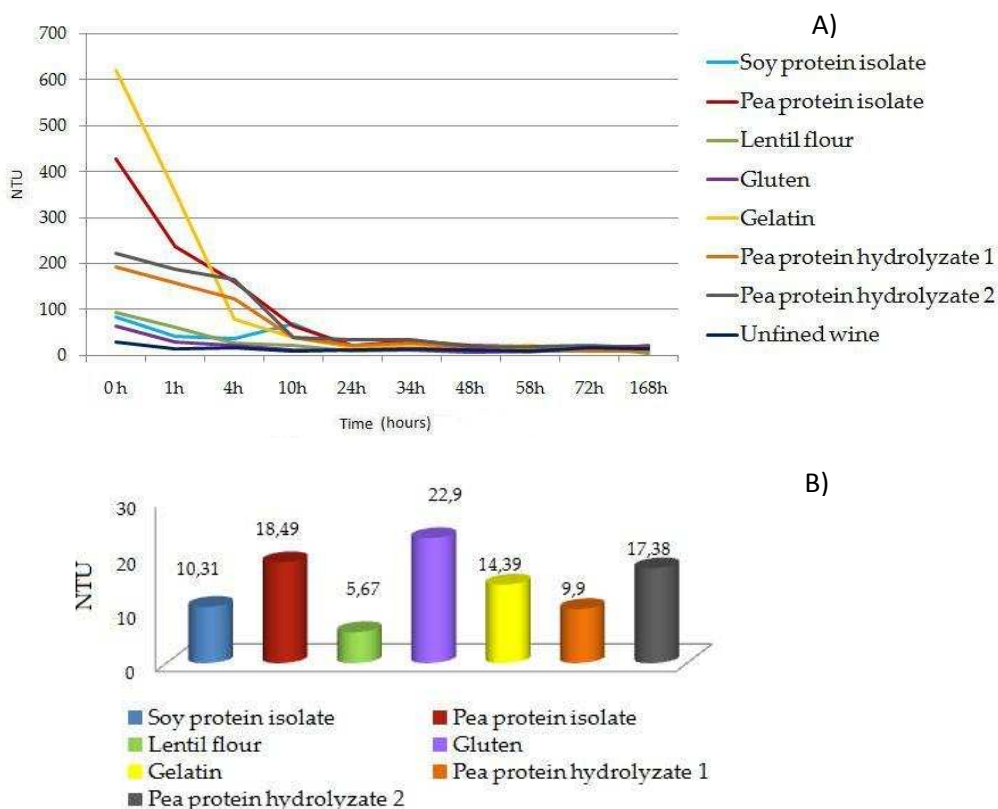 A)
700
600
500
400
300
200
100
0
NTU
0 h 1h 4h 10h 24h 34h 48h 58h 72h 168h
Time (hours)
Soy protein isolate
Pea protein isolate
Lentil flour
Gluten
Gelatin
Pea protein hydrolyzate 1
Pea protein hydrolyzate 2
Unfined wine
B)
30
20
10
0
NTU
10,31
18,49
5,67
22,9
14,39
9,9
17,38
Soy protein isolate
Pea protein isolate
Lentil flour
Gluten
Gelatin
Pea protein hydrolyzate 1
Pea protein hydrolyzate 2